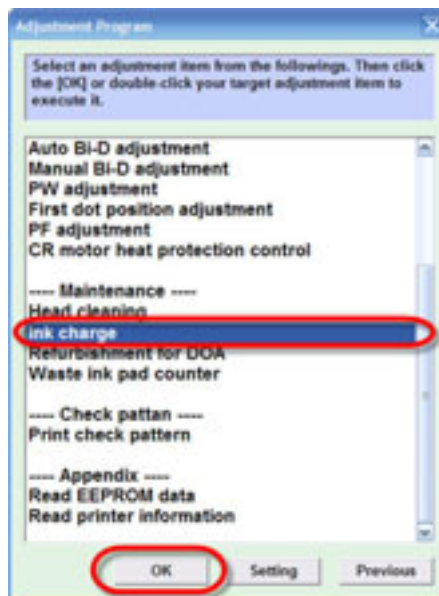 Adjustment Program
Select an adjustment item from the followings. Then click
the [OK] or double-click your target adjustment item to
execute it.
Auto Bi-D adjustment
Manual Bi-D adjustment
PW adjustment
First dot position adjustment
PF adjustment
CR motor heat protection control
---- Maintenance ----
Head cleaning
ink charge
Refurbishment for DOA
Waste ink pad counter
---- Check pattan ----
Print check pattern
---- Appendix ----
Read EEPROM data
Read printer information
OK
Setting
Previous